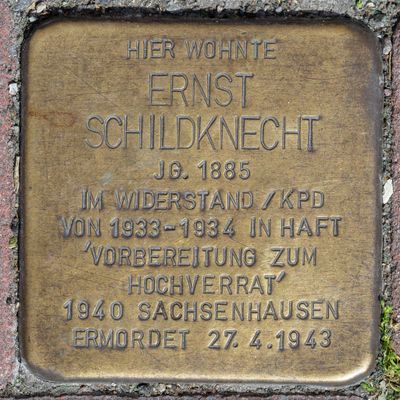 HIER WOHNTE
ERNST
SCHILDKNECHT
JG. 1885
IM WIDERSTAND / KPD
VON 1933-1934 IN HAFT
'VORBEREITUNG ZUM
HOCHVERRAT'
1940 SACHSENHAUSEN
ERMORDET 27.4.1943